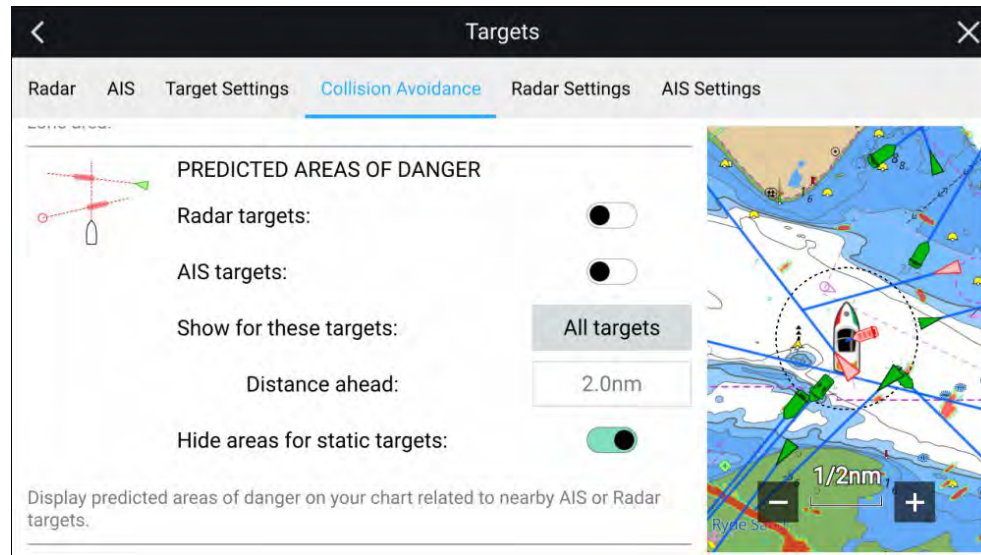 Targets
Radar AIS Target Settings Collision Avoidance Radar Settings AIS Settings
PREDICTED AREAS OF DANGER
Radar targets:
AIS targets:
Show for these targets: All targets
Distance ahead: 2.0nm
Hide areas for static targets:
Display predicted areas of danger on your chart related to nearby AIS or Radar
targets.
1/2nm